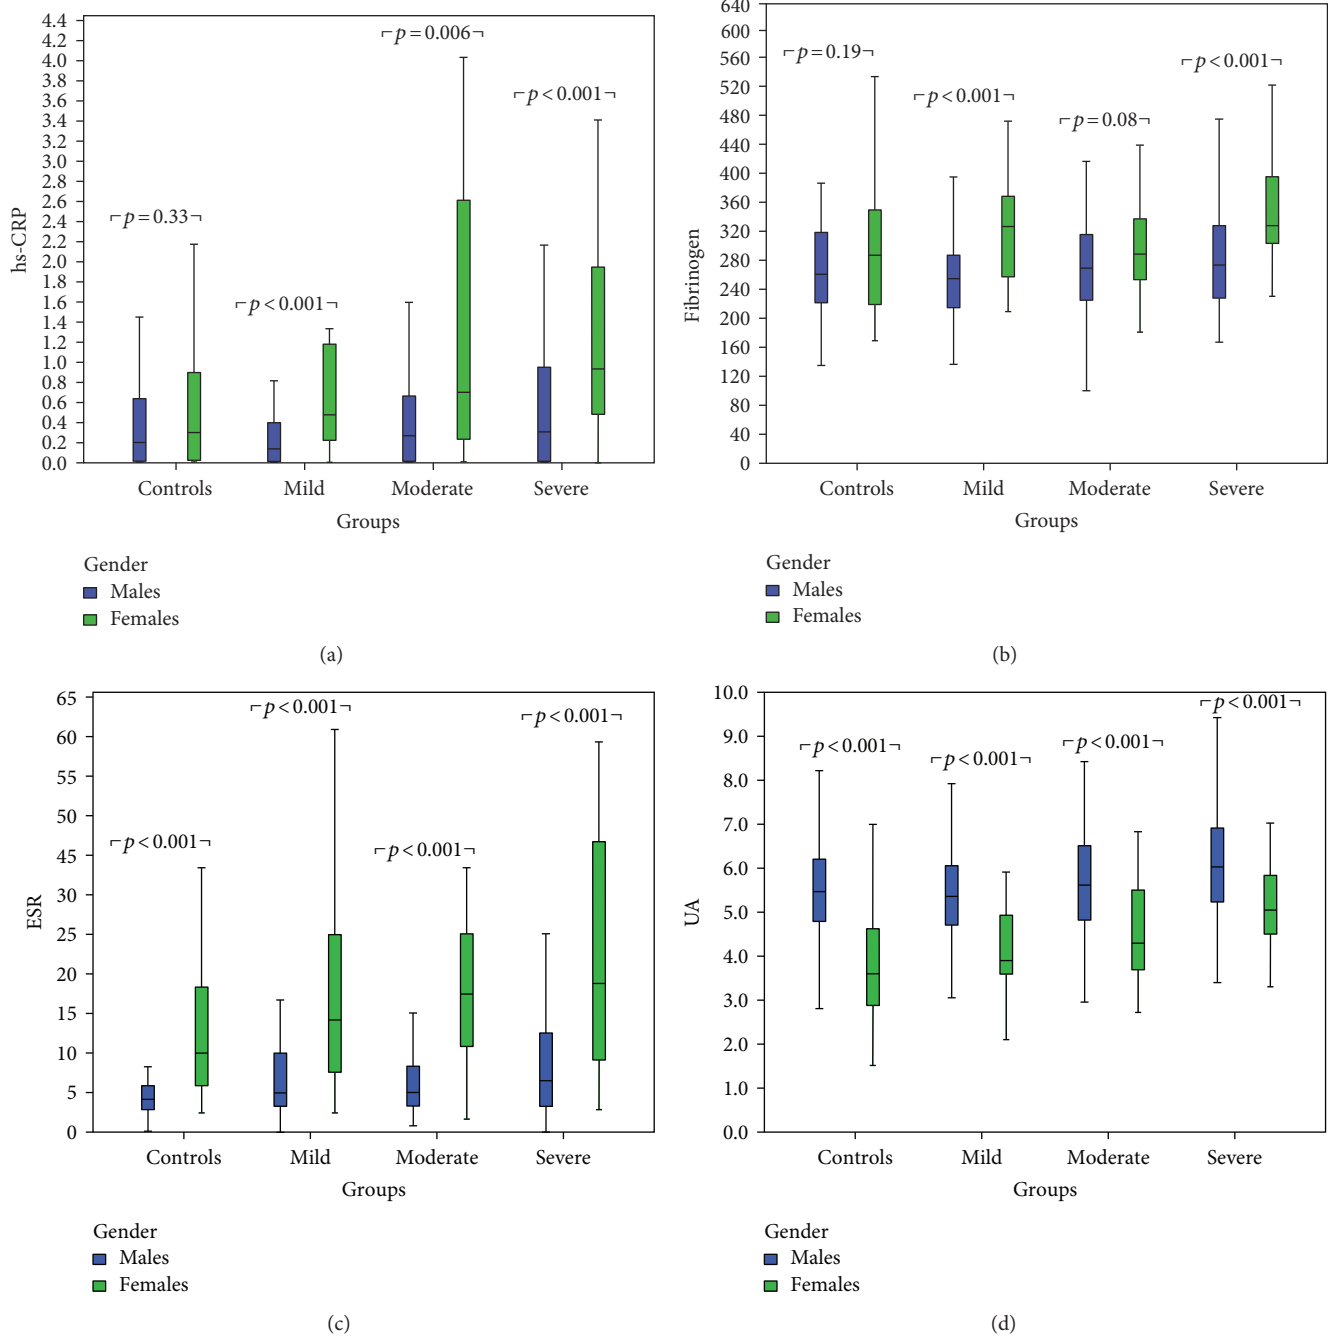 4.4
4.2
4.0
3.8
3.6
3.4
3.2
3.0
2.8
2.6
2.4
2.2
2.0
1.8
1.6
1.4
1.2
1.0
0.8
0.6
0.4
0.2
0.0
hs-CRP
p = 0.33
p < 0.001
p = 0.006
p < 0.001
Controls Mild Moderate Severe
Groups
Gender
Males
Females
(a)
640
600
560
520
480
440
400
360
320
280
240
200
160
120
80
40
0
Fibrinogen
p = 0.19
p < 0.001
p = 0.08
p < 0.001
Controls Mild Moderate Severe
Groups
Gender
Males
Females
(b)
65
60
55
50
45
40
35
30
25
20
15
10
5
0
ESR
p < 0.001
p < 0.001
p < 0.001
p < 0.001
Controls Mild Moderate Severe
Groups
Gender
Males
Females
(c)
10.0
9.0
8.0
7.0
6.0
5.0
4.0
3.0
2.0
1.0
0.0
UA
p < 0.001
p < 0.001
p < 0.001
p < 0.001
Controls Mild Moderate Severe
Groups
Gender
Males
Females
(d)